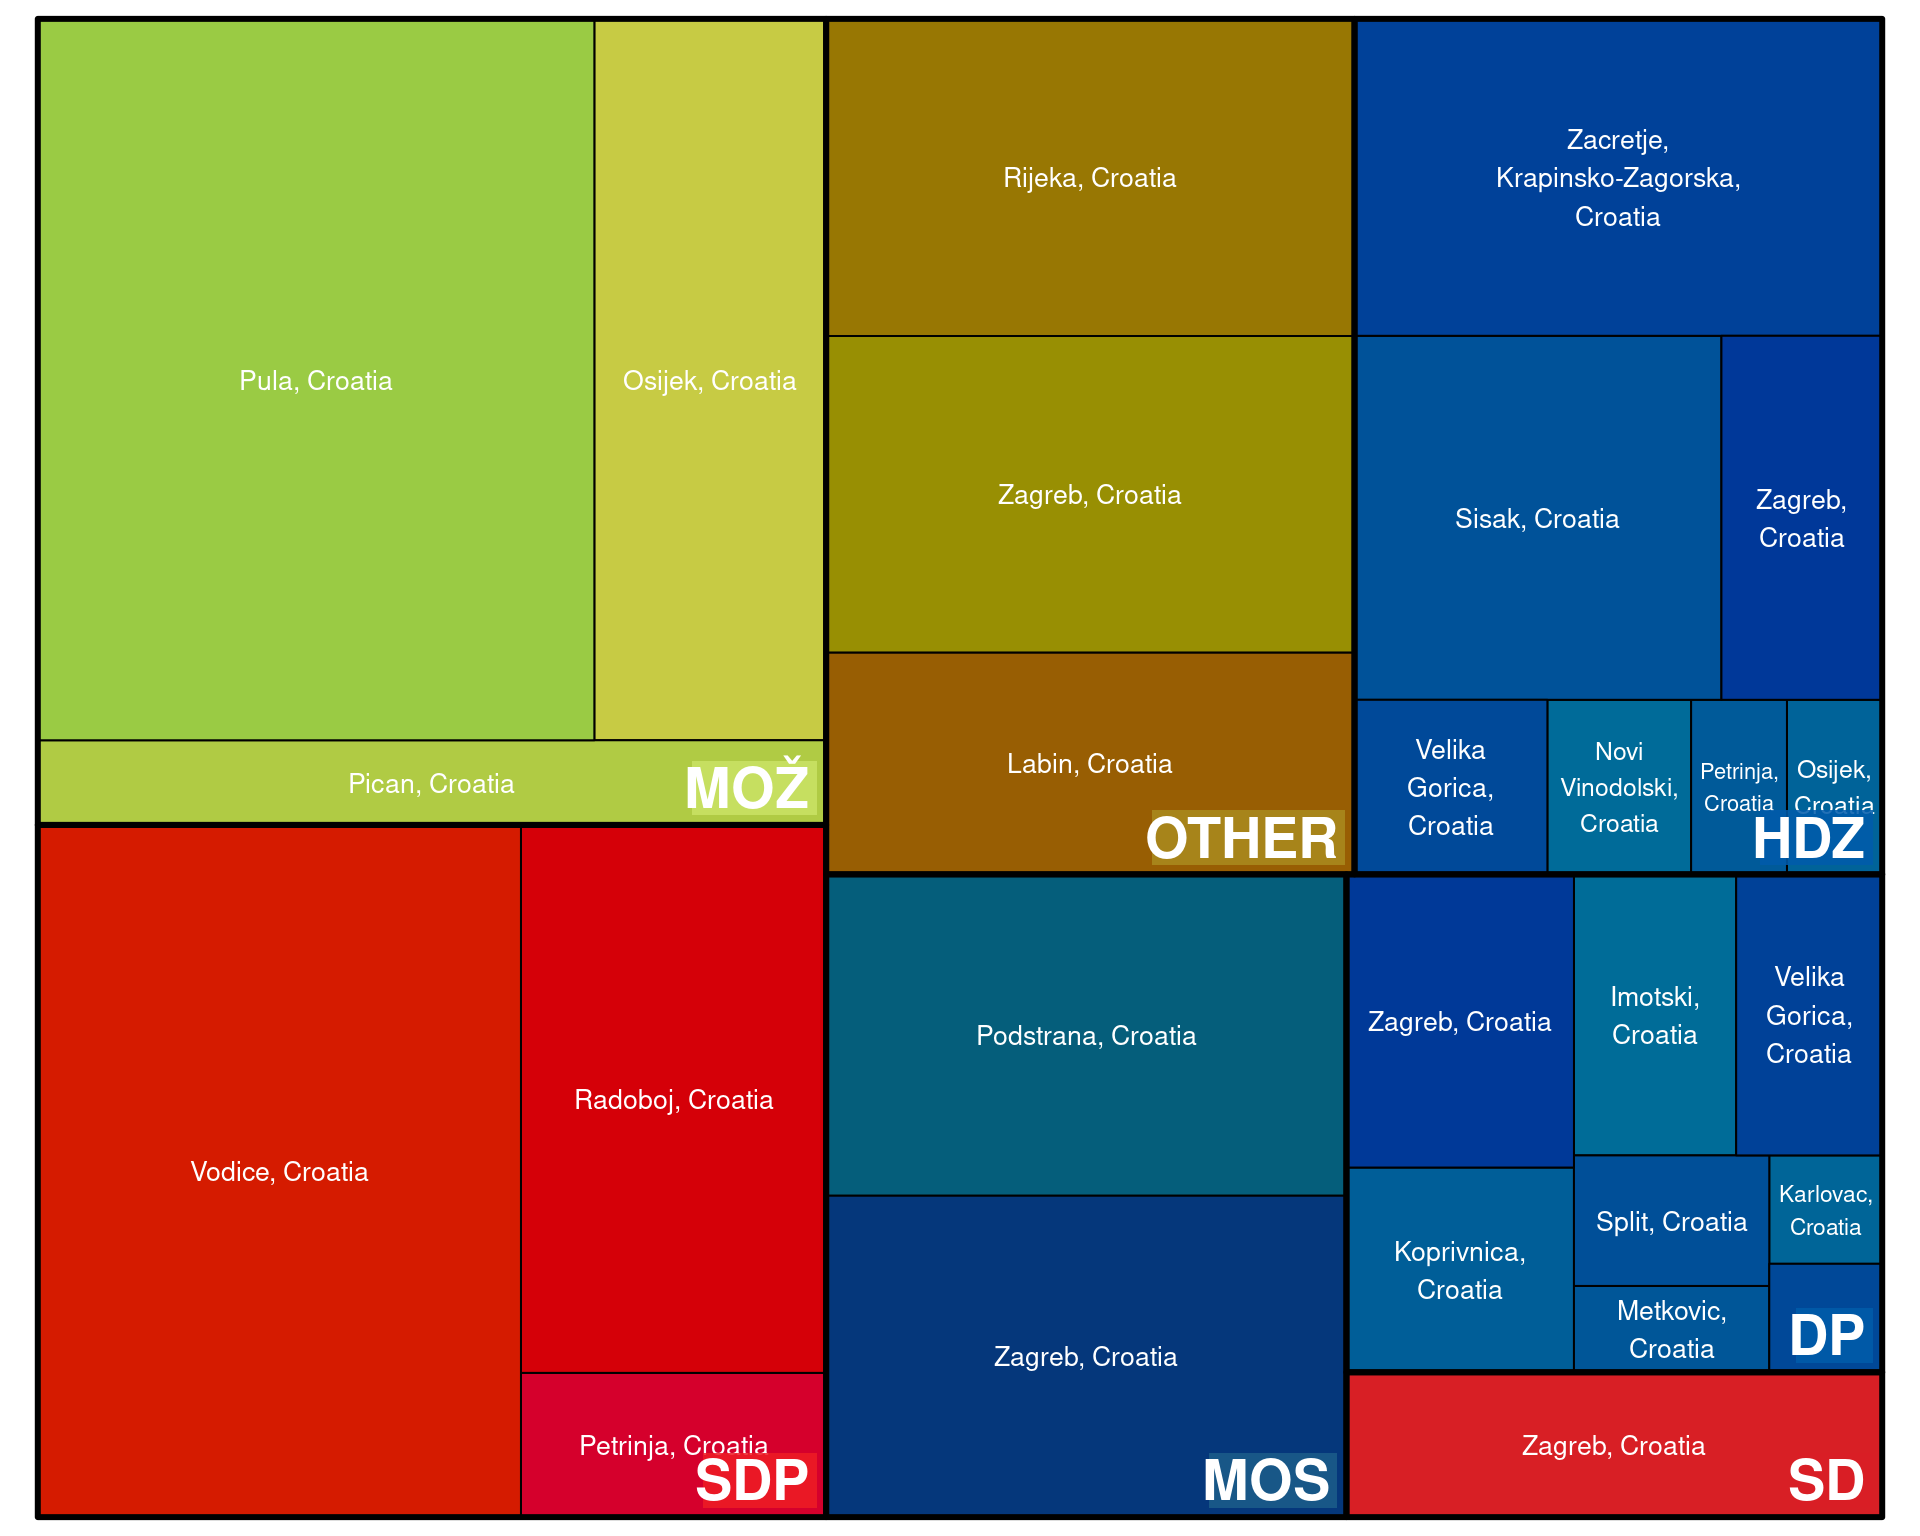 Pula, Croatia
Osijek, Croatia
Pican, Croatia
MOŽ
Vodice, Croatia
Radoboj, Croatia
Petrinja, Croatia
SDP
Rijeka, Croatia
Zagreb, Croatia
Labin, Croatia
OTHER
Podstrana, Croatia
Zagreb, Croatia
MOS
Zacretje,
Krapinsko-Zagorska,
Croatia
Sisak, Croatia
Zagreb,
Croatia
Velika
Gorica,
Croatia
Novi
Vinodolski,
Croatia
Petrinja,
Croatia
Osijek,
Croatia
HDZ
Zagreb, Croatia
Imotski,
Croatia
Velika
Gorica,
Croatia
Koprivnica,
Croatia
Split, Croatia
Karlovac,
Croatia
Metkovic,
Croatia
DP
Zagreb, Croatia
SD